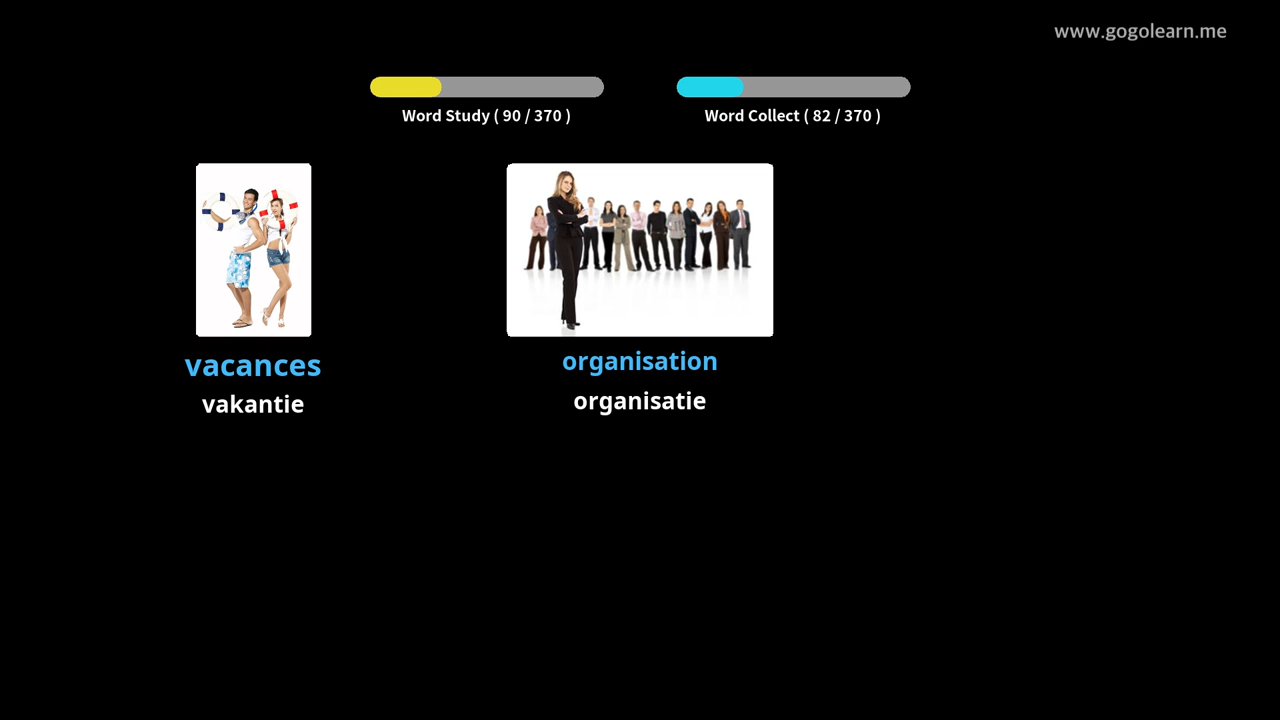 www.gogolearn.me
Word Study ( 90 / 370 )
Word Collect ( 82 / 370 )
vacances
vakantie
organisation
organisatie